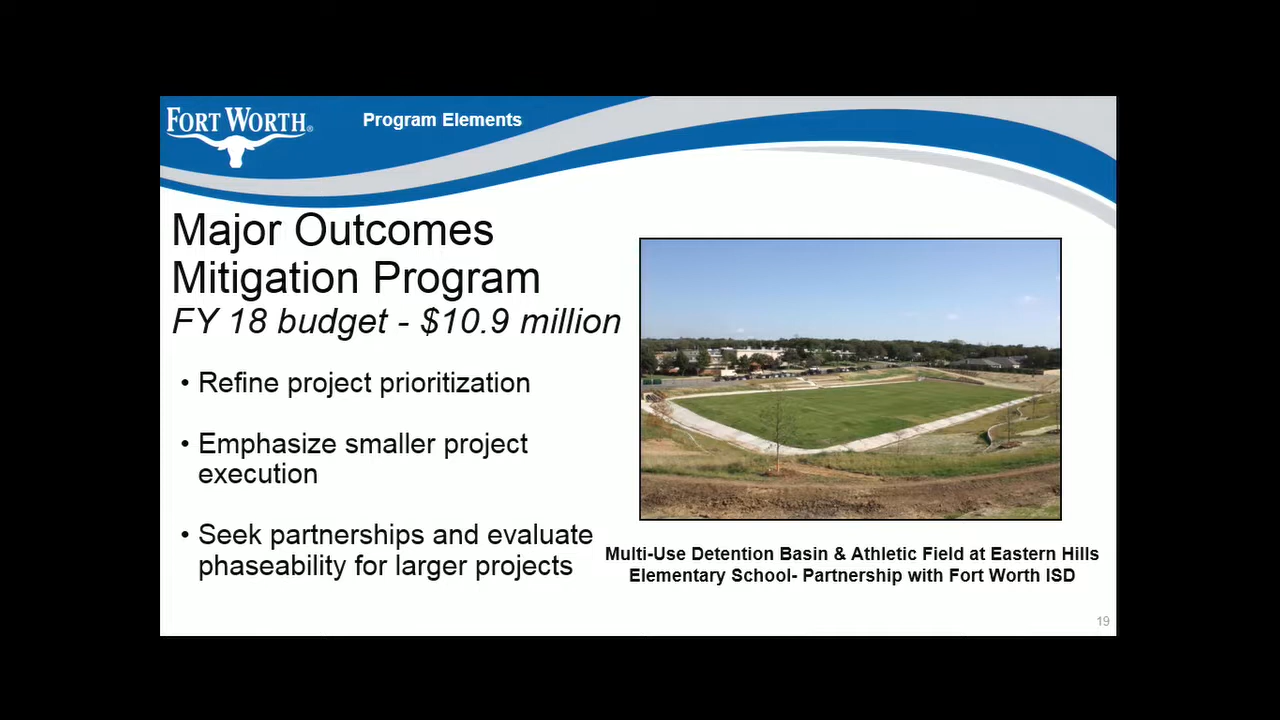 FORT WORTH®
Program Elements
Major Outcomes
Mitigation Program
FY 18 budget - $10.9 million
• Refine project prioritization
• Emphasize smaller project
execution
• Seek partnerships and evaluate
phaseability for larger projects
Multi-Use Detention Basin & Athletic Field at Eastern Hills
Elementary School- Partnership with Fort Worth ISD
19